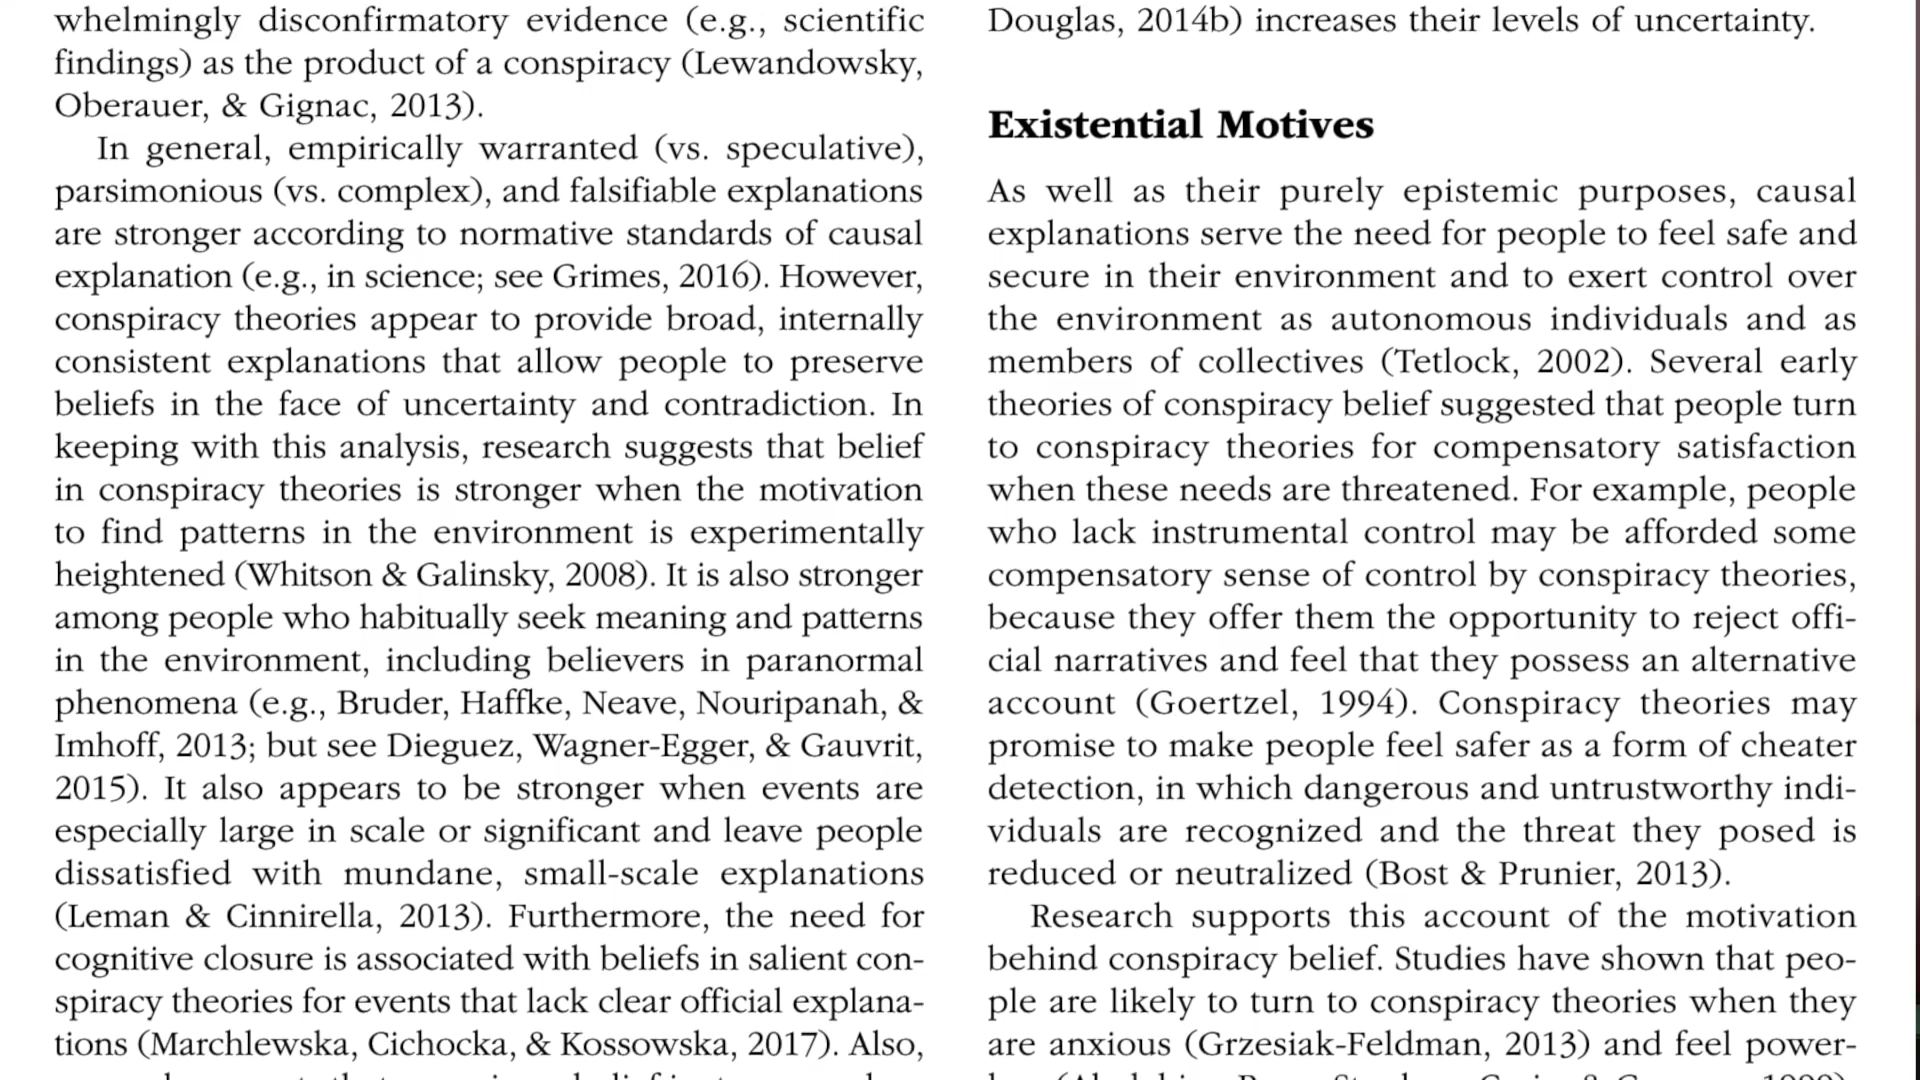 whelmingly disconfirmatory evidence (e.g., scientific
findings) as the product of a conspiracy (Lewandowsky,
Oberauer, & Gignac, 2013).
In general, empirically warranted (vs. speculative),
parsimonious (vs. complex), and falsifiable explanations
are stronger according to normative standards of causal
explanation (e.g., in science; see Grimes, 2016). However,
conspiracy theories appear to provide broad, internally
consistent explanations that allow people to preserve
beliefs in the face of uncertainty and contradiction. In
keeping with this analysis, research suggests that belief
in conspiracy theories is stronger when the motivation
to find patterns in the environment is experimentally
heightened (Whitson & Galinsky, 2008). It is also stronger
among people who habitually seek meaning and patterns
in the environment, including believers in paranormal
phenomena (e.g., Bruder, Haffke, Neave, Nouripanah, &
Imhoff, 2013; but see Dieguez, Wagner-Egger, & Gauvrit,
2015). It also appears to be stronger when events are
especially large in scale or significant and leave people
dissatisfied with mundane, small-scale explanations
(Leman & Cinnirella, 2013). Furthermore, the need for
cognitive closure is associated with beliefs in salient con-
spiracy theories for events that lack clear official explana-
tions (Marchlewska, Cichocka, & Kossowska, 2017). Also,
Douglas, 2014b) increases their levels of uncertainty.
Existential Motives
As well as their purely epistemic purposes, causal
explanations serve the need for people to feel safe and
secure in their environment and to exert control over
the environment as autonomous individuals and as
members of collectives (Tetlock, 2002). Several early
theories of conspiracy belief suggested that people turn
to conspiracy theories for compensatory satisfaction
when these needs are threatened. For example, people
who lack instrumental control may be afforded some
compensatory sense of control by conspiracy theories,
because they offer them the opportunity to reject offi-
cial narratives and feel that they possess an alternative
account (Goertzel, 1994). Conspiracy theories may
promise to make people feel safer as a form of cheater
detection, in which dangerous and untrustworthy indi-
viduals are recognized and the threat they posed is
reduced or neutralized (Bost & Prunier, 2013).
Research supports this account of the motivation
behind conspiracy belief. Studies have shown that peo-
ple are likely to turn to conspiracy theories when they
are anxious (Grzesiak-Feldman, 2013) and feel power-